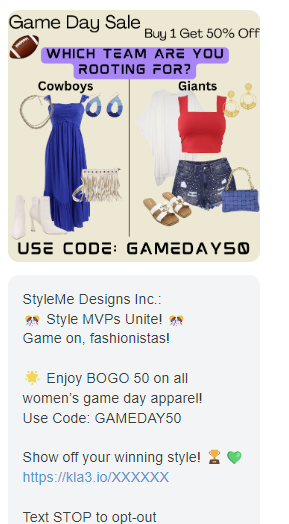 Game Day Sale
Buy 1 Get 50% Off
WHICH TEAM ARE YOU
ROOTING FOR?
Cowboys
Giants
USE CODE: GAMEDAY50
StyleMe Designs Inc.:
🎊 Style MVPs Unite! 🎊
Game on, fashionistas!
🌟 Enjoy BOGO 50 on all
women’s game day apparel!
Use Code: GAMEDAY50
Show off your winning style! 🏆 💚
https://kla3.io/XXXXXX
Text STOP to opt-out